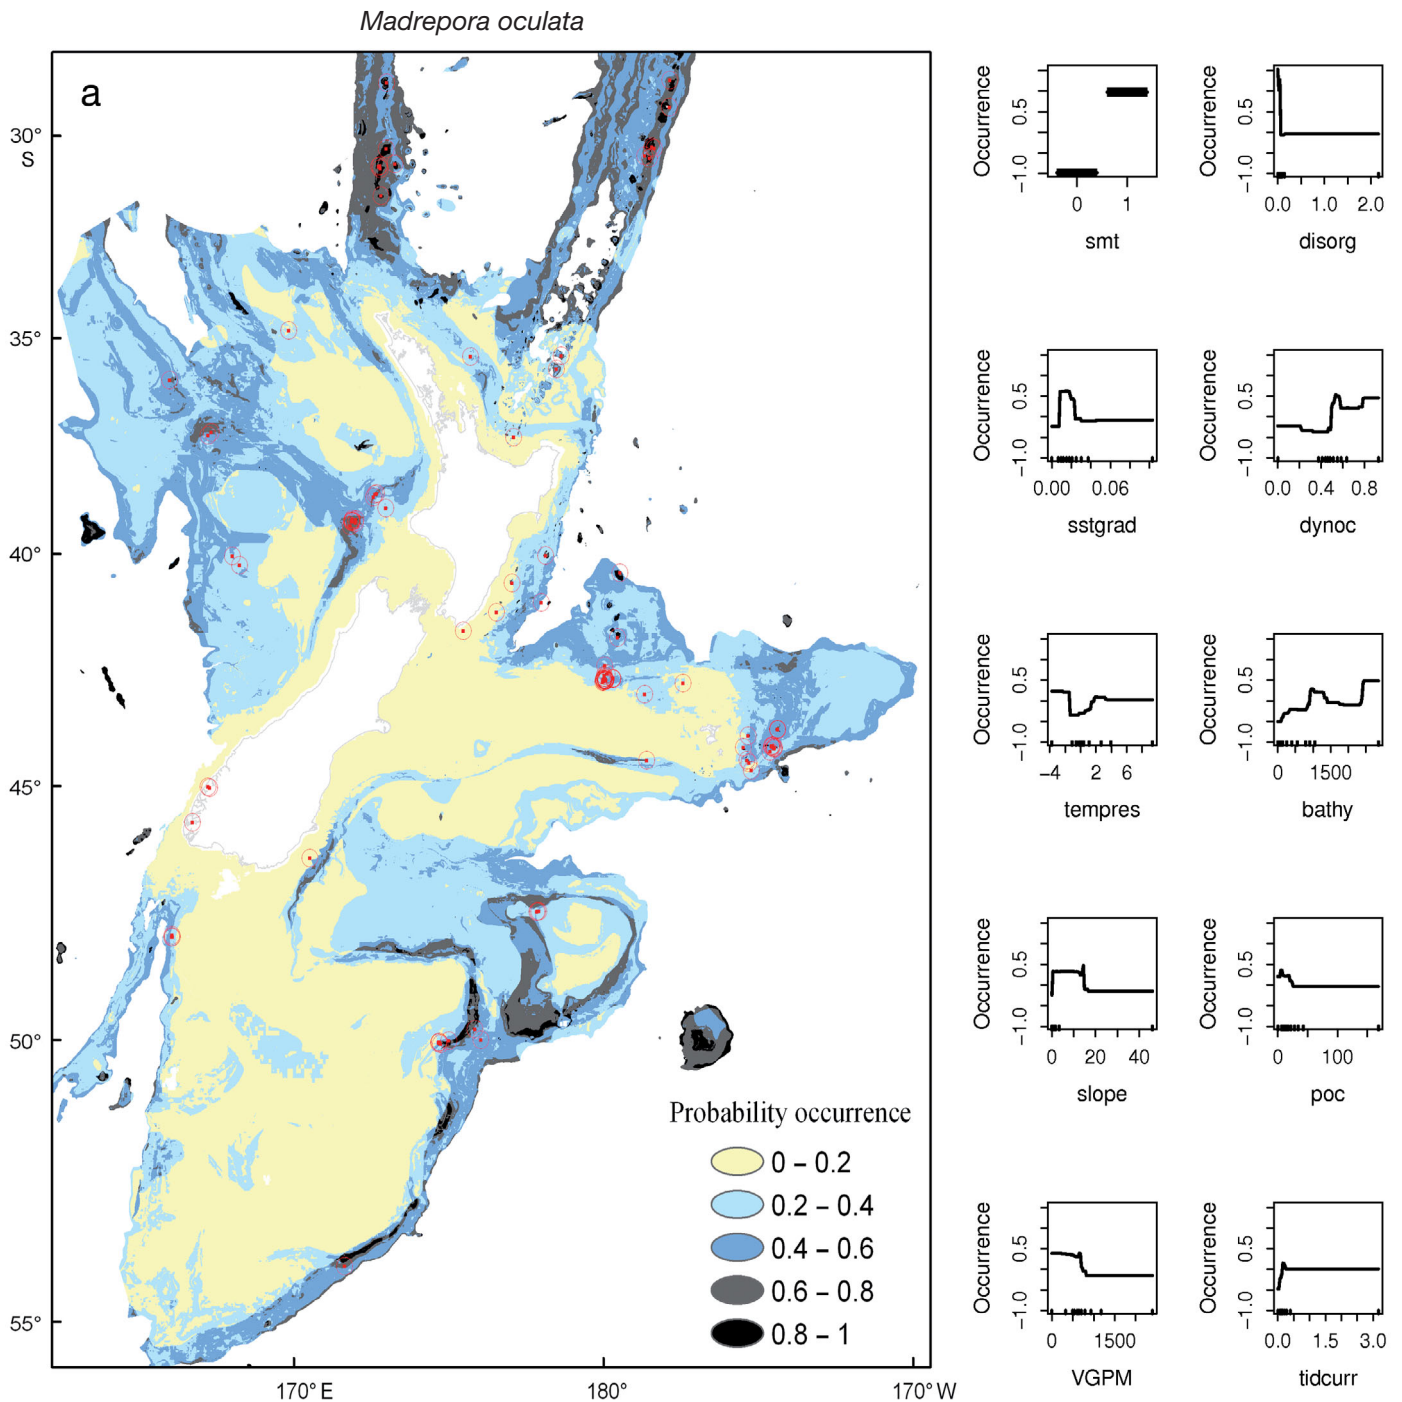 Madrepora oculata
a
30°
S
35°
40°
45°
50°
55°
170° E
180°
170° W
Probability occurrence
0 – 0.2
0.2 – 0.4
0.4 – 0.6
0.6 – 0.8
0.8 – 1
Occurrence
0.5
−1.0
0 1
smt
Occurrence
0.5
−1.0
0.0 1.0 2.0
disorg
Occurrence
0.5
−1.0
0.00 0.06
sstgrad
Occurrence
0.5
−1.0
0.0 0.4 0.8
dynoc
Occurrence
0.5
−1.0
−4 2 6
tempres
Occurrence
0.5
−1.0
0 1500
bathy
Occurrence
0.5
−1.0
0 20 40
slope
Occurrence
0.5
−1.0
0 100
poc
Occurrence
0.5
−1.0
0 1500
VGPM
Occurrence
0.5
−1.0
0.0 1.5 3.0
tidcurr